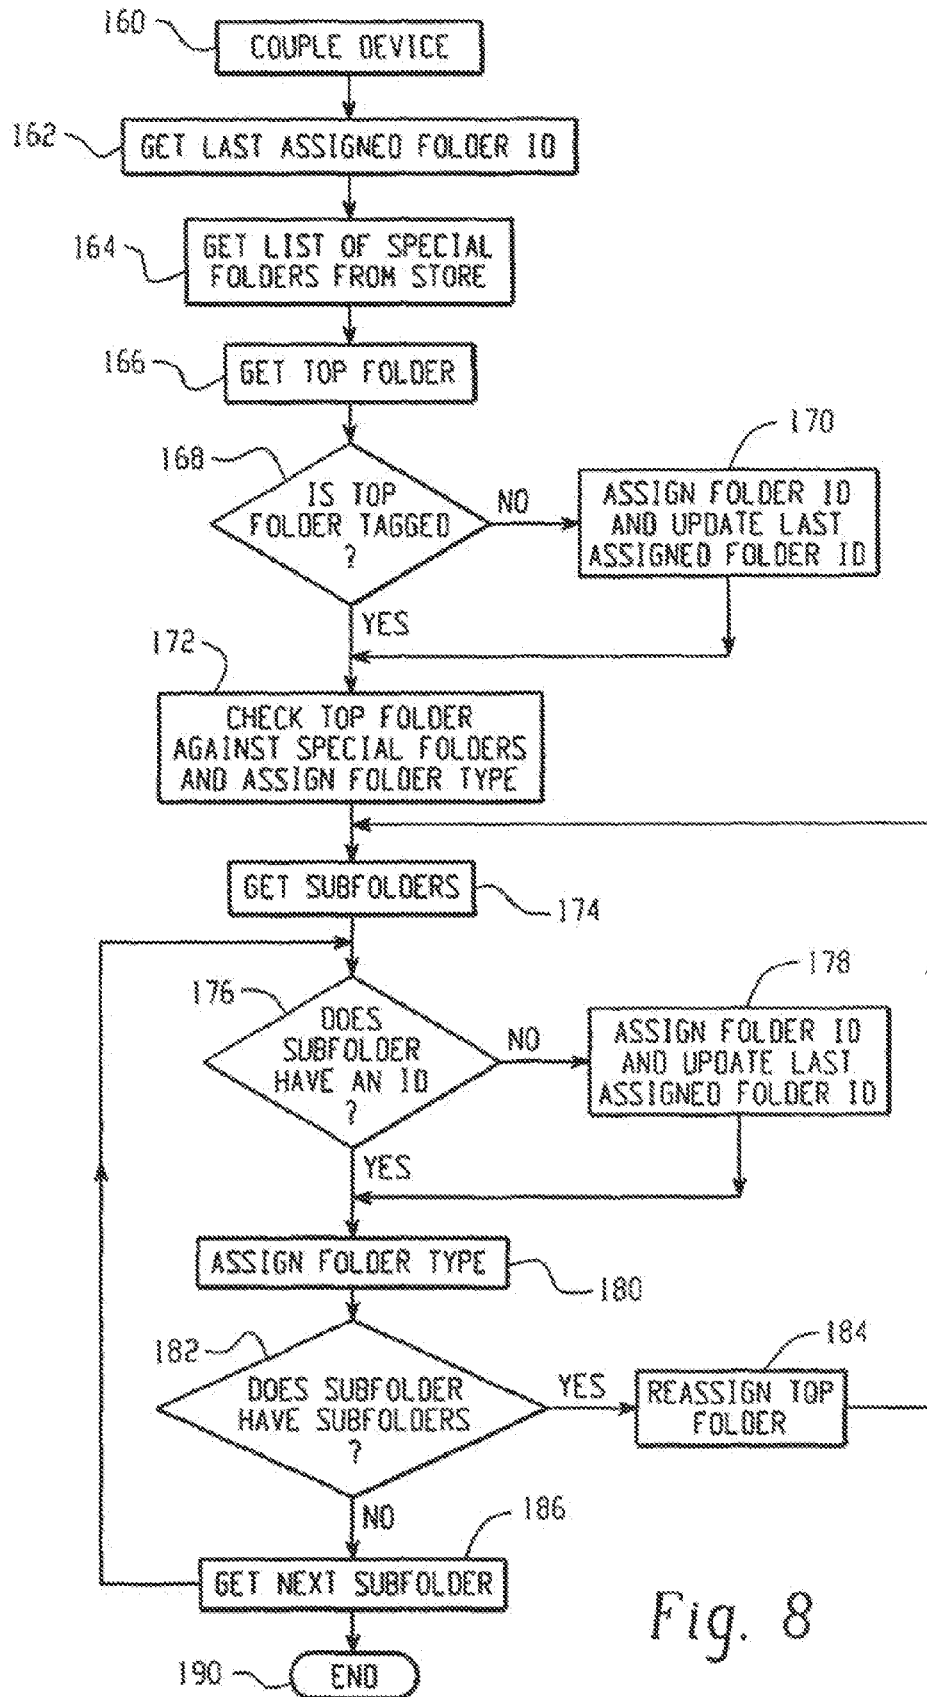 160
COUPLE DEVICE
162
GET LAST ASSIGNED FOLDER ID
164
GET LIST OF SPECIAL
FOLDERS FROM STORE
166
GET TOP FOLDER
168
IS TOP
FOLDER TAGGED
?
NO
170
ASSIGN FOLDER ID
AND UPDATE LAST
ASSIGNED FOLDER ID
YES
172
CHECK TOP FOLDER
AGAINST SPECIAL FOLDERS
AND ASSIGN FOLDER TYPE
GET SUBFOLDERS
174
176
DOES
SUBFOLDER
HAVE AN ID
?
NO
178
ASSIGN FOLDER ID
AND UPDATE LAST
ASSIGNED FOLDER ID
YES
ASSIGN FOLDER TYPE
180
182
DOES SUBFOLDER
HAVE SUBFOLDERS
?
YES
184
REASSIGN TOP
FOLDER
NO
186
GET NEXT SUBFOLDER
190
END
Fig. 8